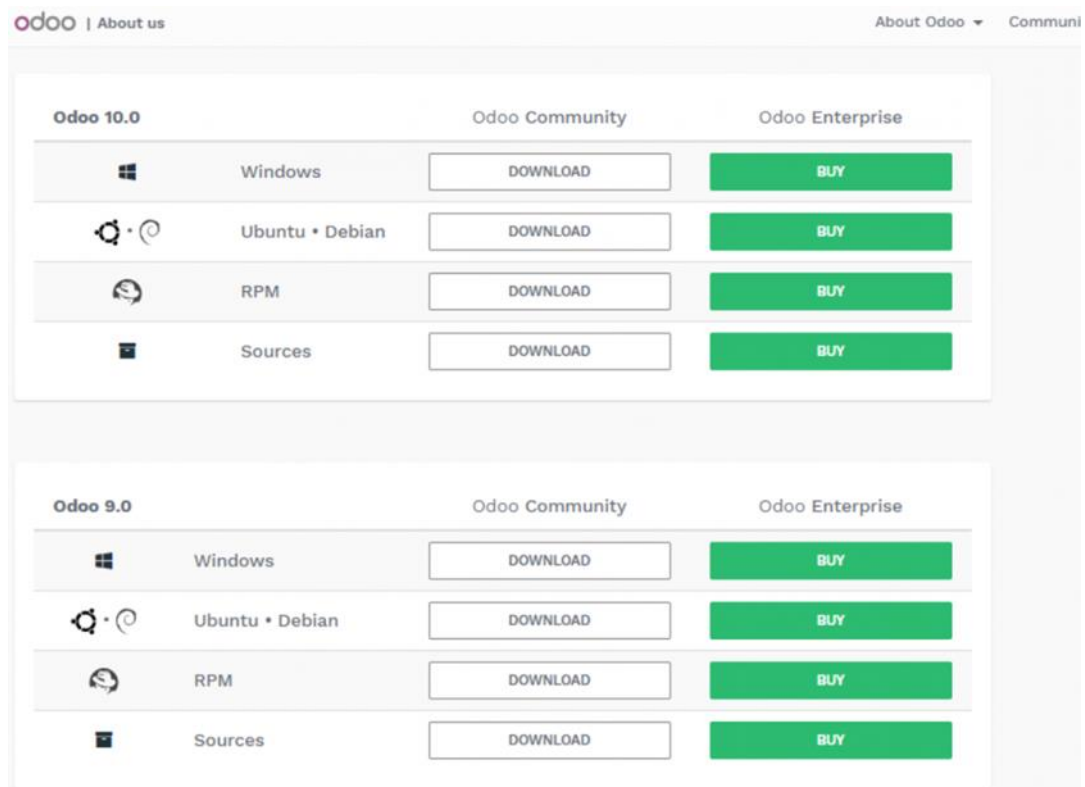 odoo | About us About Odoo Communi
Odoo 10.0 Odoo Community Odoo Enterprise
Windows DOWNLOAD BUY
Ubuntu • Debian DOWNLOAD BUY
RPM DOWNLOAD BUY
Sources DOWNLOAD BUY
Odoo 9.0 Odoo Community Odoo Enterprise
Windows DOWNLOAD BUY
Ubuntu • Debian DOWNLOAD BUY
RPM DOWNLOAD BUY
Sources DOWNLOAD BUY